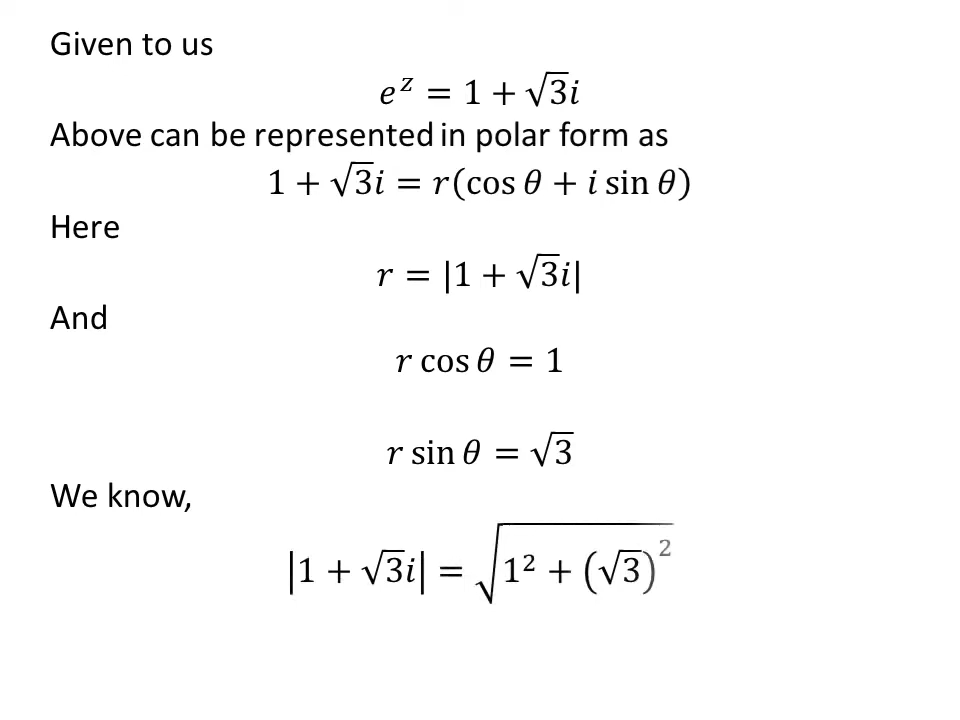 Given to us
e^z = 1 + √3i
Above can be represented in polar form as
1 + √3i = r(cos θ + i sin θ)
Here
r = |1 + √3i|
And
r cos θ = 1
r sin θ = √3
We know,
|1 + √3i| = √(1² + (√3)²)